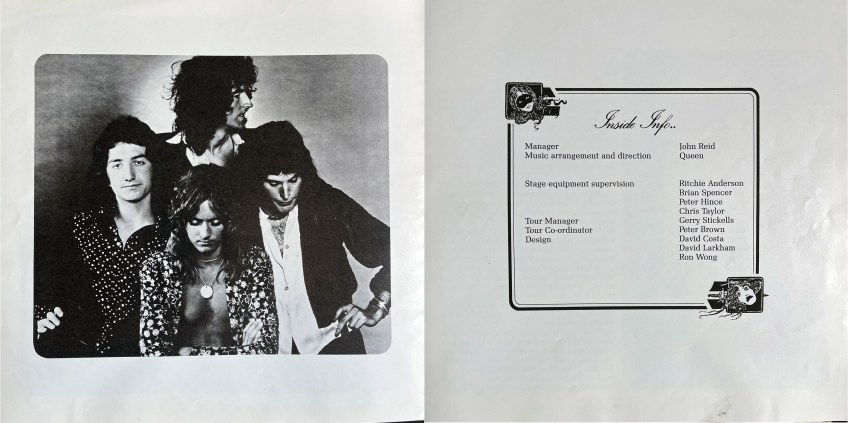 Inside Info..
Manager John Reid
Music arrangement and direction Queen
Stage equipment supervision Ritchie Anderson
Brian Spencer
Peter Hince
Chris Taylor
Tour Manager Gerry Stickells
Tour Co-ordinator Peter Brown
Design David Costa
David Larkham
Ron Wong